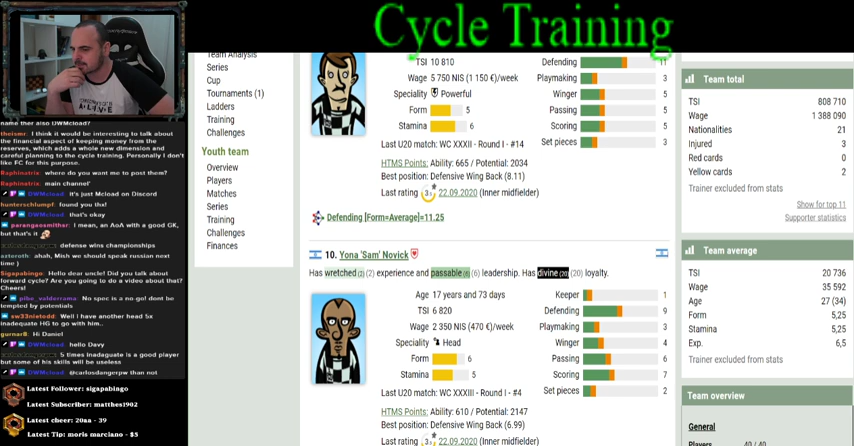 Cycle Training
name ther also DWMcload?
theismr: I think it would be interesting to talk about
the financial aspect of keeping money from the
reserves, which adds a whole new dimension and
careful planning to the cycle training. Personally I don't
like FC for this purpose.
Raphinatrix: where do you want me to post them?
Raphinatrix: main channel'
DWMcload: it's just Mcload on Discord
hunterschlumpf: found you thx!
DWMcload: that's okay
parengeosmither: I mean, an AoA with a good GK,
but that's it
defense wins championships
asteroth: ahah, Mish we should speak russian next
time )
Sigapabingo: Hello dear uncle! Did you talk about
forward cycle? Are you going to do a video about that?
Cheers!
pike_valderrama: No spec is a no-go! dont be
tempted by potentials
sw33nietodd: Well I have another head 5x
inadequate HG to go with him..
gurnar8: Hi Daniel
DWMcload: hello Davy
5 times Inadaguate is a good player
but some of his skills will be useless
DWMcload: @carlosdangerpew than not
Latest Follower: sigapabingo
Latest Subscriber: matthes1902
Latest cheer: 20aa - 39
Latest Tip: moris marciano - $5
Team Analysis
Series
Cup
Tournaments (1)
Ladders
Training
Challenges
Youth team
Overview
Players
Matches
Series
Training
Challenges
Finances
TSI 10 810
Wage 5 750 NIS (1 150 €)/week
Speciality Powerful
Form 5
Stamina 6
Defending 11
Playmaking 3
Winger 5
Passing 5
Scoring 5
Set pieces 3
Last U20 match: WC XXXII - Round I - #14
HTMS Points: Ability: 665 / Potential: 2034
Best position: Defensive Wing Back (8.11)
Last rating 3.5 22.09.2020 (Inner midfielder)
Defending [Form=Average]=11.25
10. Yona 'Sam' Novick
Has wretched (2) experience and passable (6) leadership. Has divine (20) loyalty.
Age 17 years and 73 days
TSI 6 820
Wage 2 350 NIS (470 €)/week
Speciality Head
Form 6
Stamina 5
Keeper 1
Defending 9
Playmaking 3
Winger 4
Passing 6
Scoring 7
Set pieces 2
Last U20 match: WC XXXIII - Round I - #4
HTMS Points: Ability: 610 / Potential: 2147
Best position: Defensive Wing Back (6.99)
Last rating 22.09.2020 (Inner midfielder)
Team total
TSI 808 710
Wage 1 388 090
Nationalities 21
Injured 3
Red cards 0
Yellow cards 2
Trainer excluded from stats
Show for top 11
Supporter statistics
Team average
TSI 20 736
Wage 35 592
Age 27 (34)
Form 5,25
Stamina 5,25
Exp. 6,5
Trainer excluded from stats
Team overview
General
Players 40 / 40